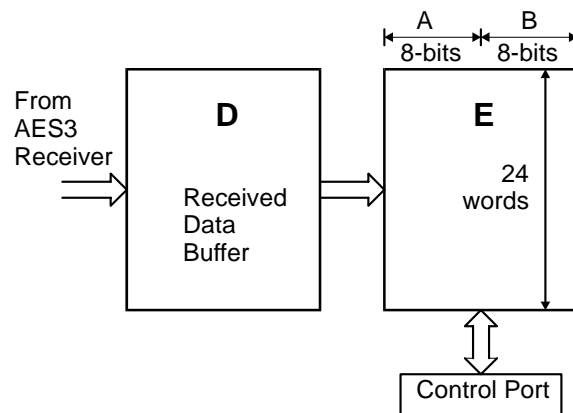 A B
8-bits 8-bits
From
AES3
Receiver
D
Received
Data
Buffer
E
24
words
Control Port